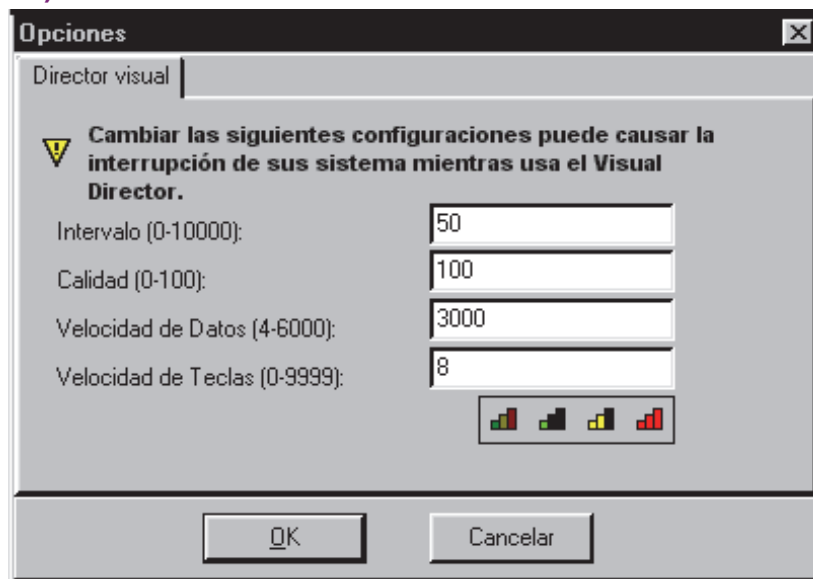 Opciones
Director visual
Cambiar las siguientes configuraciones puede causar la
interrupción de sus sistema mientras usa el Visual
Director.
Intervalo (0-10000): 50
Calidad (0-100): 100
Velocidad de Datos (4-6000): 3000
Velocidad de Teclas (0-9999): 8
OK Cancelar